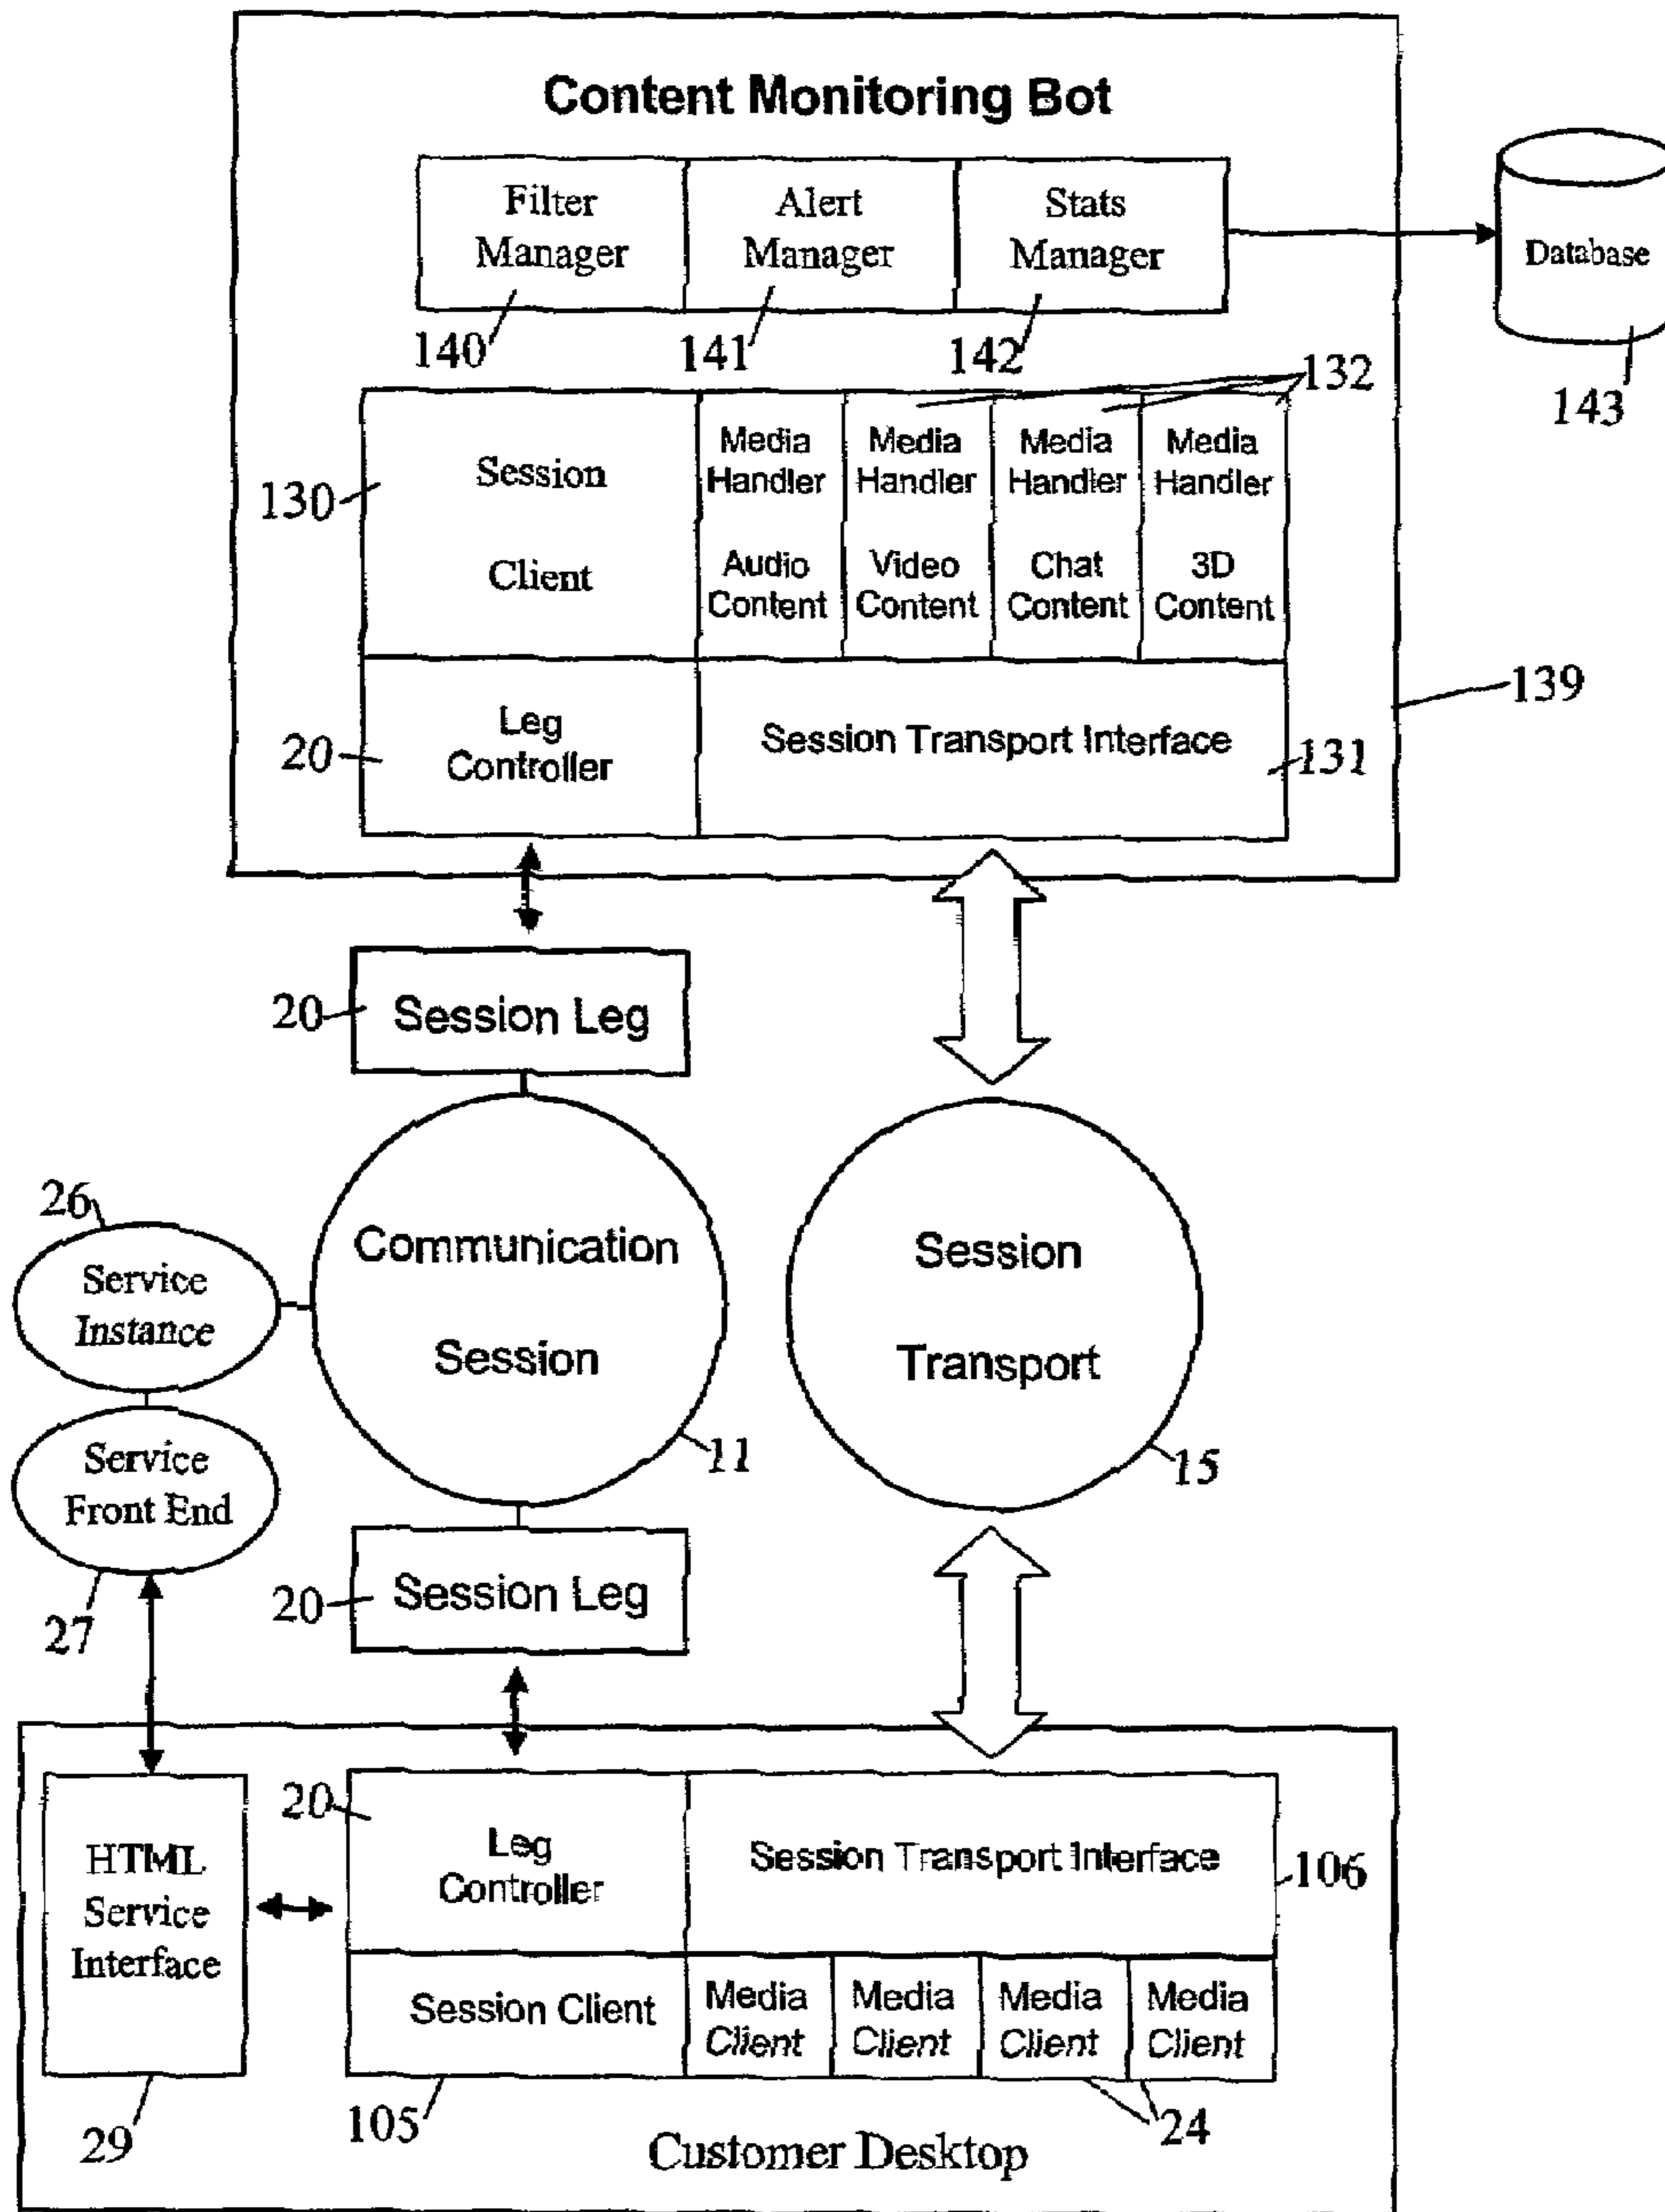 Content Monitoring Bot
Filter
Manager
Alert
Manager
Stats
Manager
Database
140
141
142
143
132
130
Session
Client
Media
Handler
Audio
Content
Media
Handler
Video
Content
Media
Handler
Chat
Content
Media
Handler
3D
Content
139
20
Leg
Controller
Session Transport Interface
131
20
Session Leg
26
Service
Instance
Communication
Session
11
Session
Transport
15
Service
Front End
27
20
Session Leg
HTML
Service
Interface
29
20
Leg
Controller
Session Transport Interface
106
Session Client
Media
Client
Media
Client
Media
Client
Media
Client
105
24
Customer Desktop